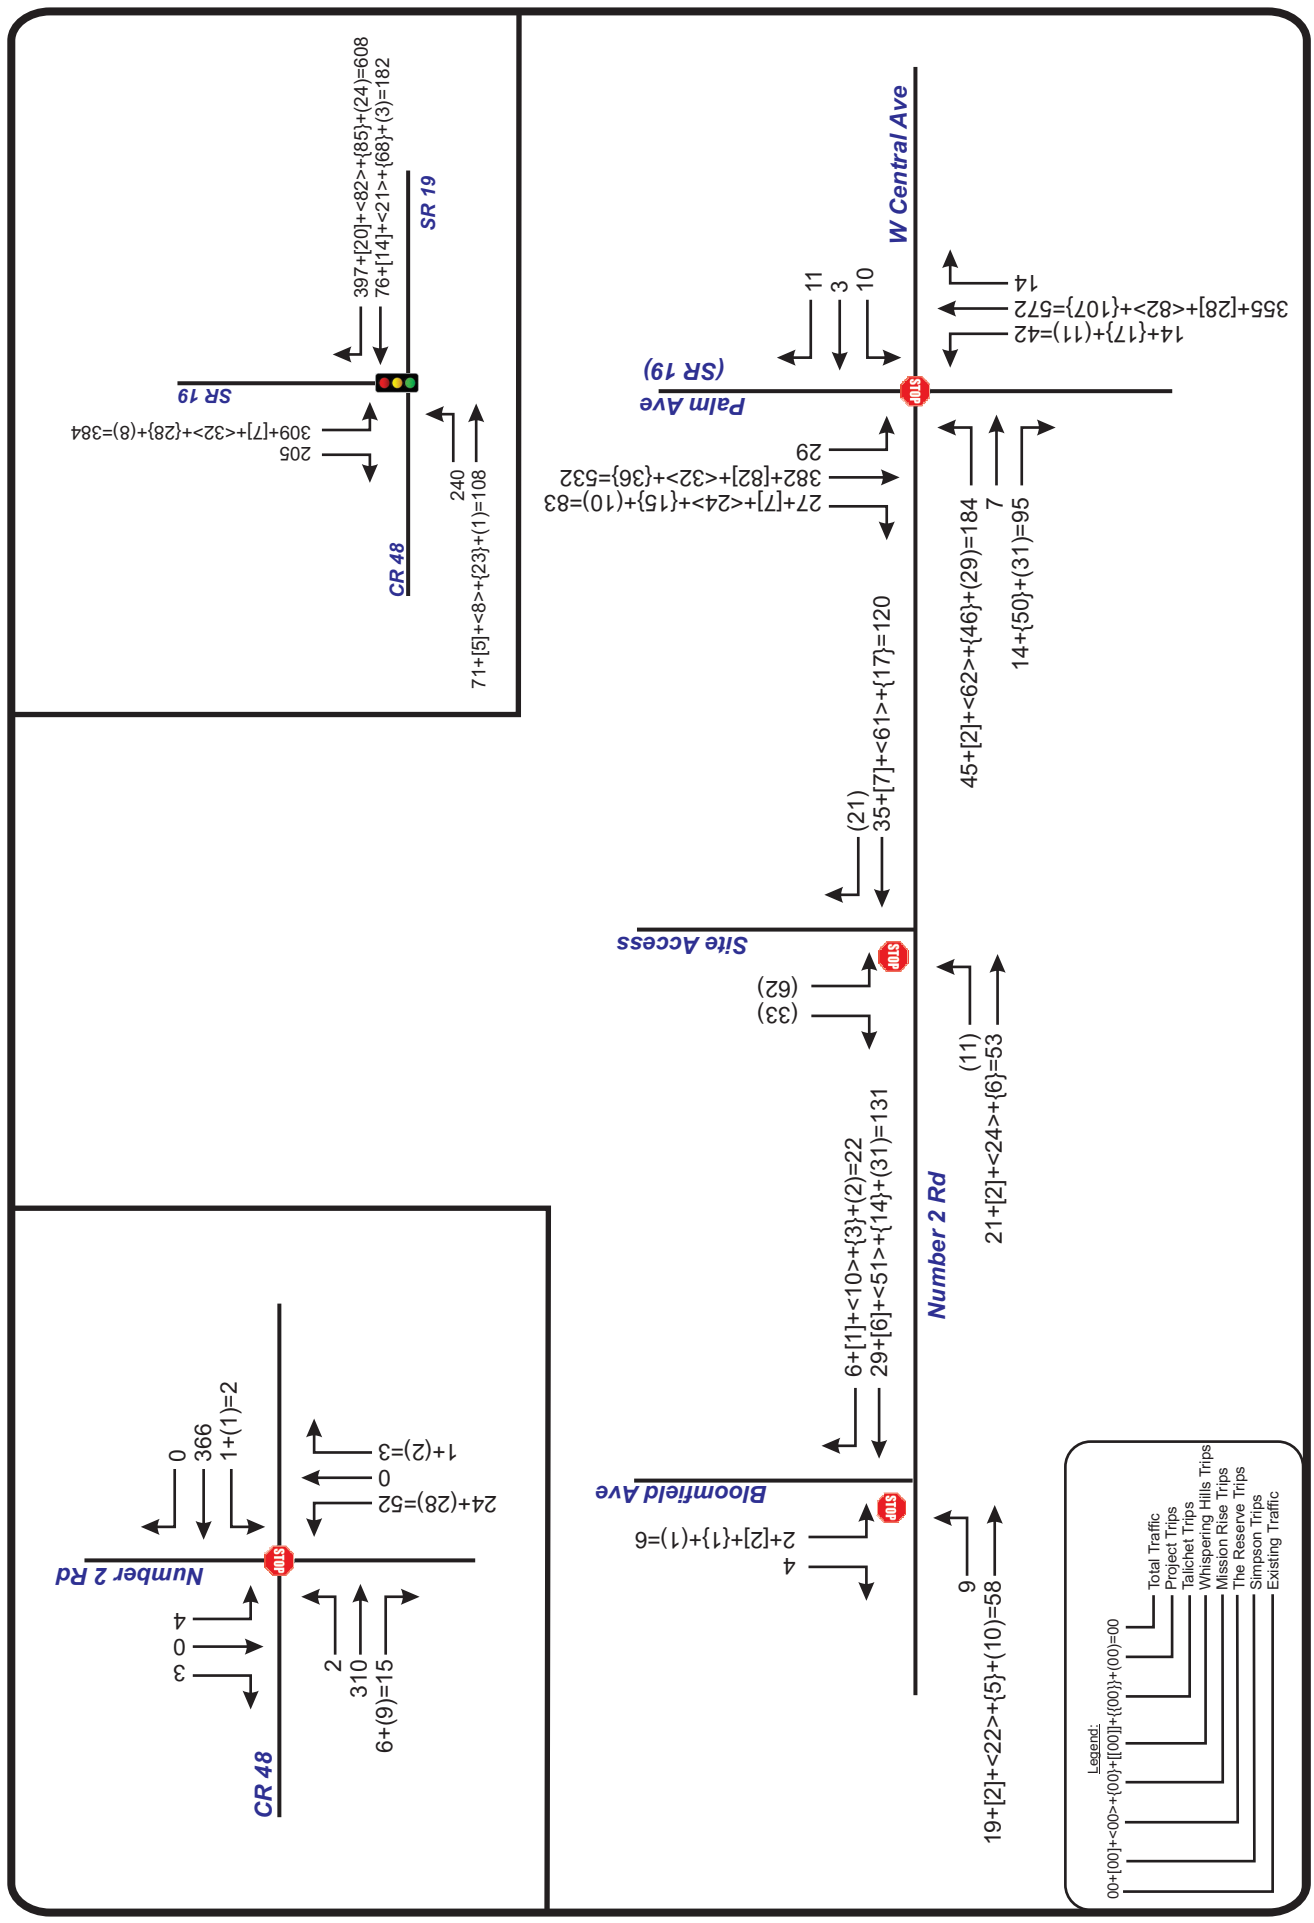 CR 48
Number 2 Rd
3
0
4
0
366
1+(1)=2
2
310
6+(9)=15
24+(28)=52
0
1+(2)=3
STOP
CR 48
SR 19
SR 19
205
309+[7]+<32>+{28}+(8)=384
397+[20]+<82>+{85}+(24)=608
76+[14]+<21>+{68}+(3)=182
240
71+[5]+<8>+{23}+(1)=108
Bloomfield Ave
4
2+[2]+{1}+(1)=6
STOP
6+[1]+<10>+{3}+(2)=22
29+[6]+<51>+{14}+(31)=131
9
19+[2]+<22>+{5}+(10)=58
Number 2 Rd
Site Access
(33)
(62)
STOP
(21)
35+[7]+<61>+{17}=120
(11)
21+[2]+<24>+{6}=53
Palm Ave
(SR 19)
27+[7]+<24>+{15}+(10)=83
382+[82]+<32>+{36}=532
29
STOP
11
3
10
W Central Ave
45+[2]+<62>+{46}+(29)=184
7
14+{50}+(31)=95
14+{17}+(11)=42
355+[28]+<82>+{107}=572
14
Legend:
00+[00]+<00>+{00}+[[00]]+{{00}}+(00)=00
Total Traffic
Project Trips
Talichet Trips
Whispering Hills Trips
Mission Rise Trips
The Reserve Trips
Simpson Trips
Existing Traffic